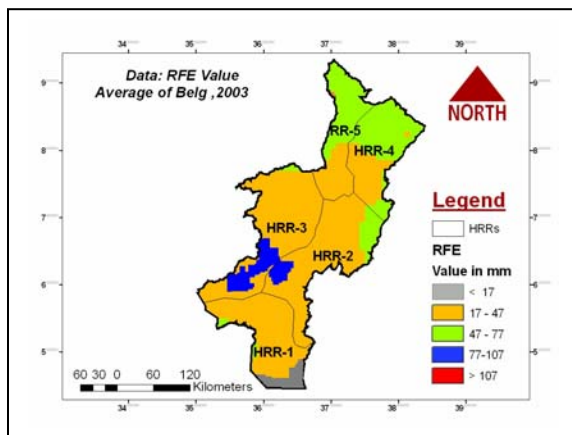 34 35 36 37 38 39
Data: RFE Value
Average of Belg ,2003
NORTH
9 9
8 8
7 7
6 6
5 5
RR-5
HRR-4
HRR-3
HRR-2
HRR-1
Legend
HRRs
RFE
Value in mm
< 17
17 - 47
47 - 77
77-107
> 107
60 30 0 60 120
Kilometers
34 35 36 37 38 39